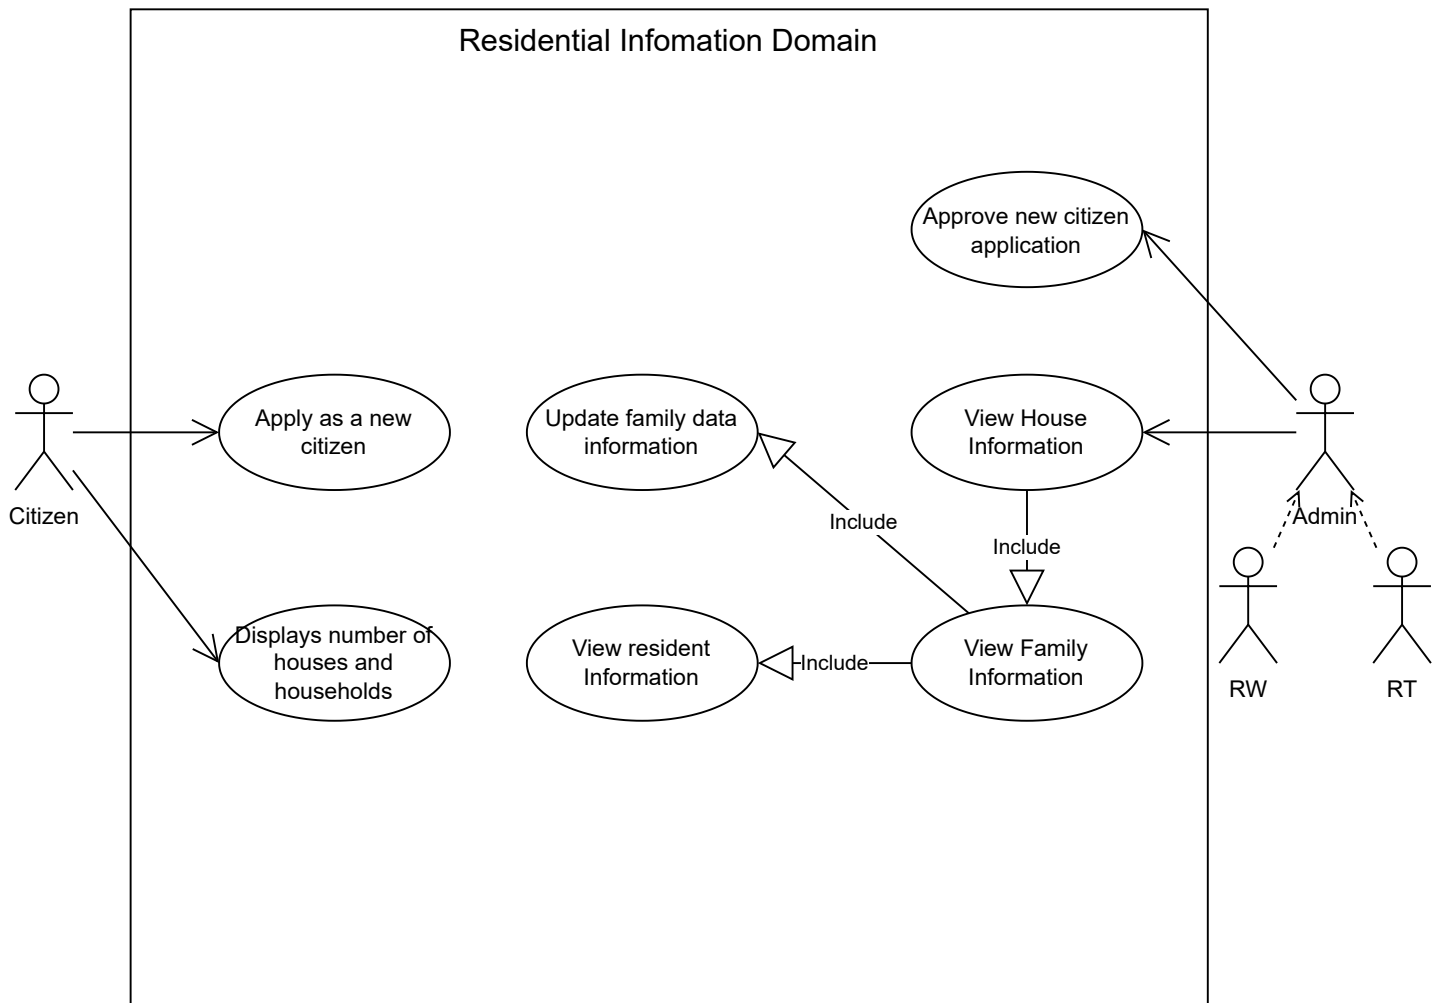 Residential Infomation Domain
Approve new citizen
application
Apply as a new
citizen
Update family data
information
View House
Information
Citizen
Include
Admin
Include
Displays number of
houses and
households
View resident
Information
Include
View Family
Information
RW
RT